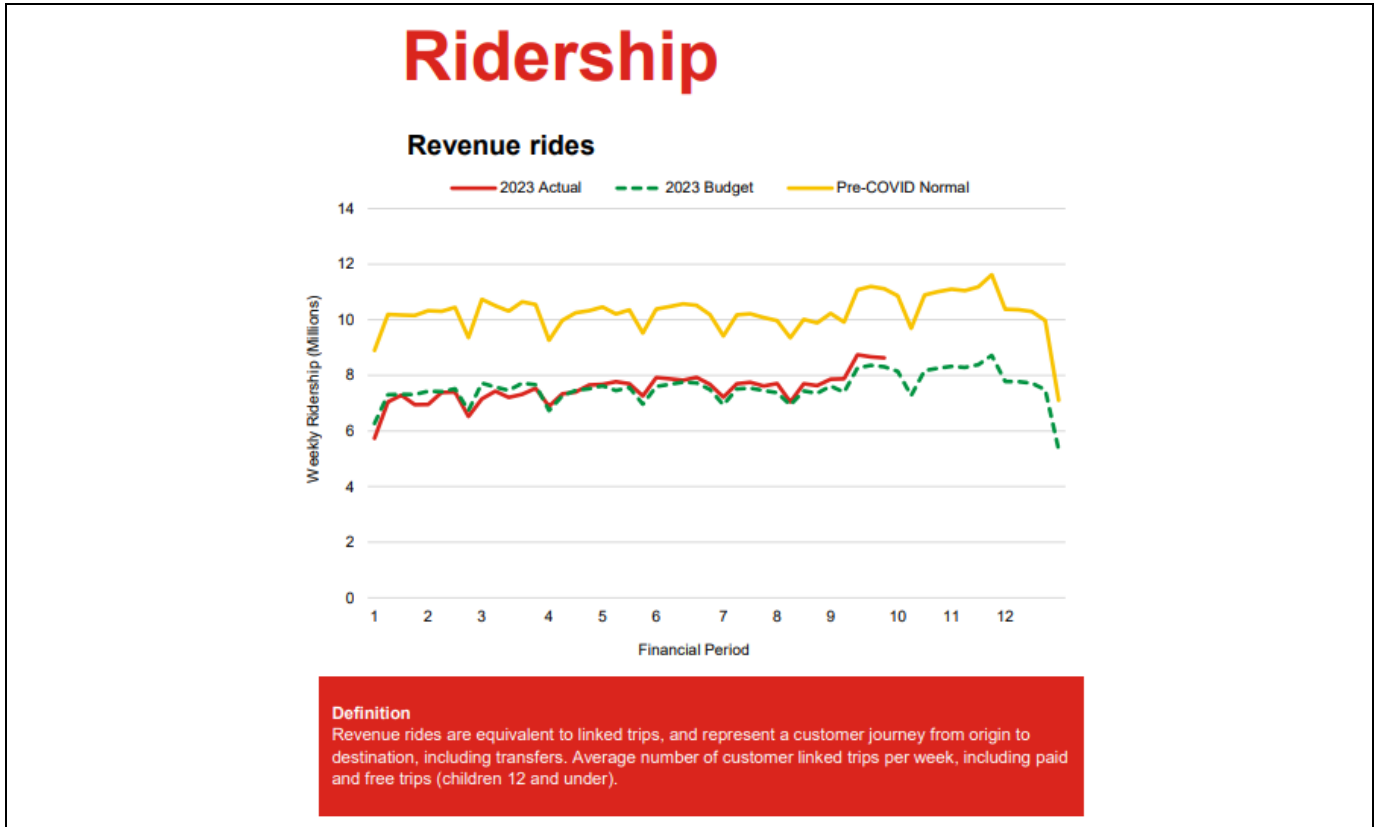 Ridership
Revenue rides
2023 Actual 2023 Budget Pre-COVID Normal
14
12
10
8
6
4
2
0
Weekly Ridership (Millions)
1 2 3 4 5 6 7 8 9 10 11 12
Financial Period
Definition
Revenue rides are equivalent to linked trips, and represent a customer journey from origin to
destination, including transfers. Average number of customer linked trips per week, including paid
and free trips (children 12 and under).